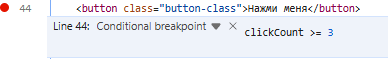 44 <button class="button-class">Нажми меня</button>
Line 44: Conditional breakpoint clickCount >= 3